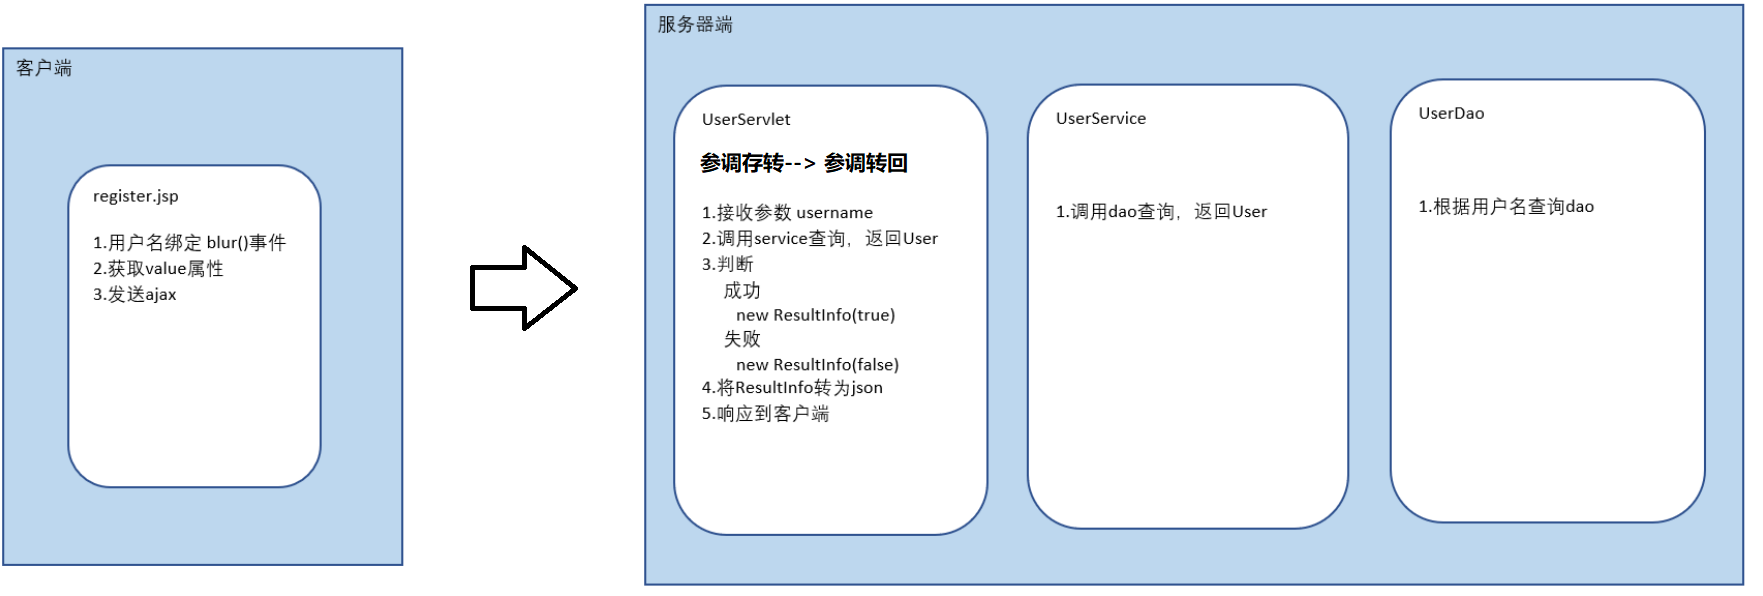 客户端
register.jsp
1.用户名绑定 blur()事件
2.获取value属性
3.发送ajax
服务器端
UserServlet
参调存转--> 参调转回
1.接收参数 username
2.调用service查询，返回User
3.判断
成功
new ResultInfo(true)
失败
new ResultInfo(false)
4.将ResultInfo转为json
5.响应到客户端
UserService
1.调用dao查询，返回User
UserDao
1.根据用户名查询dao